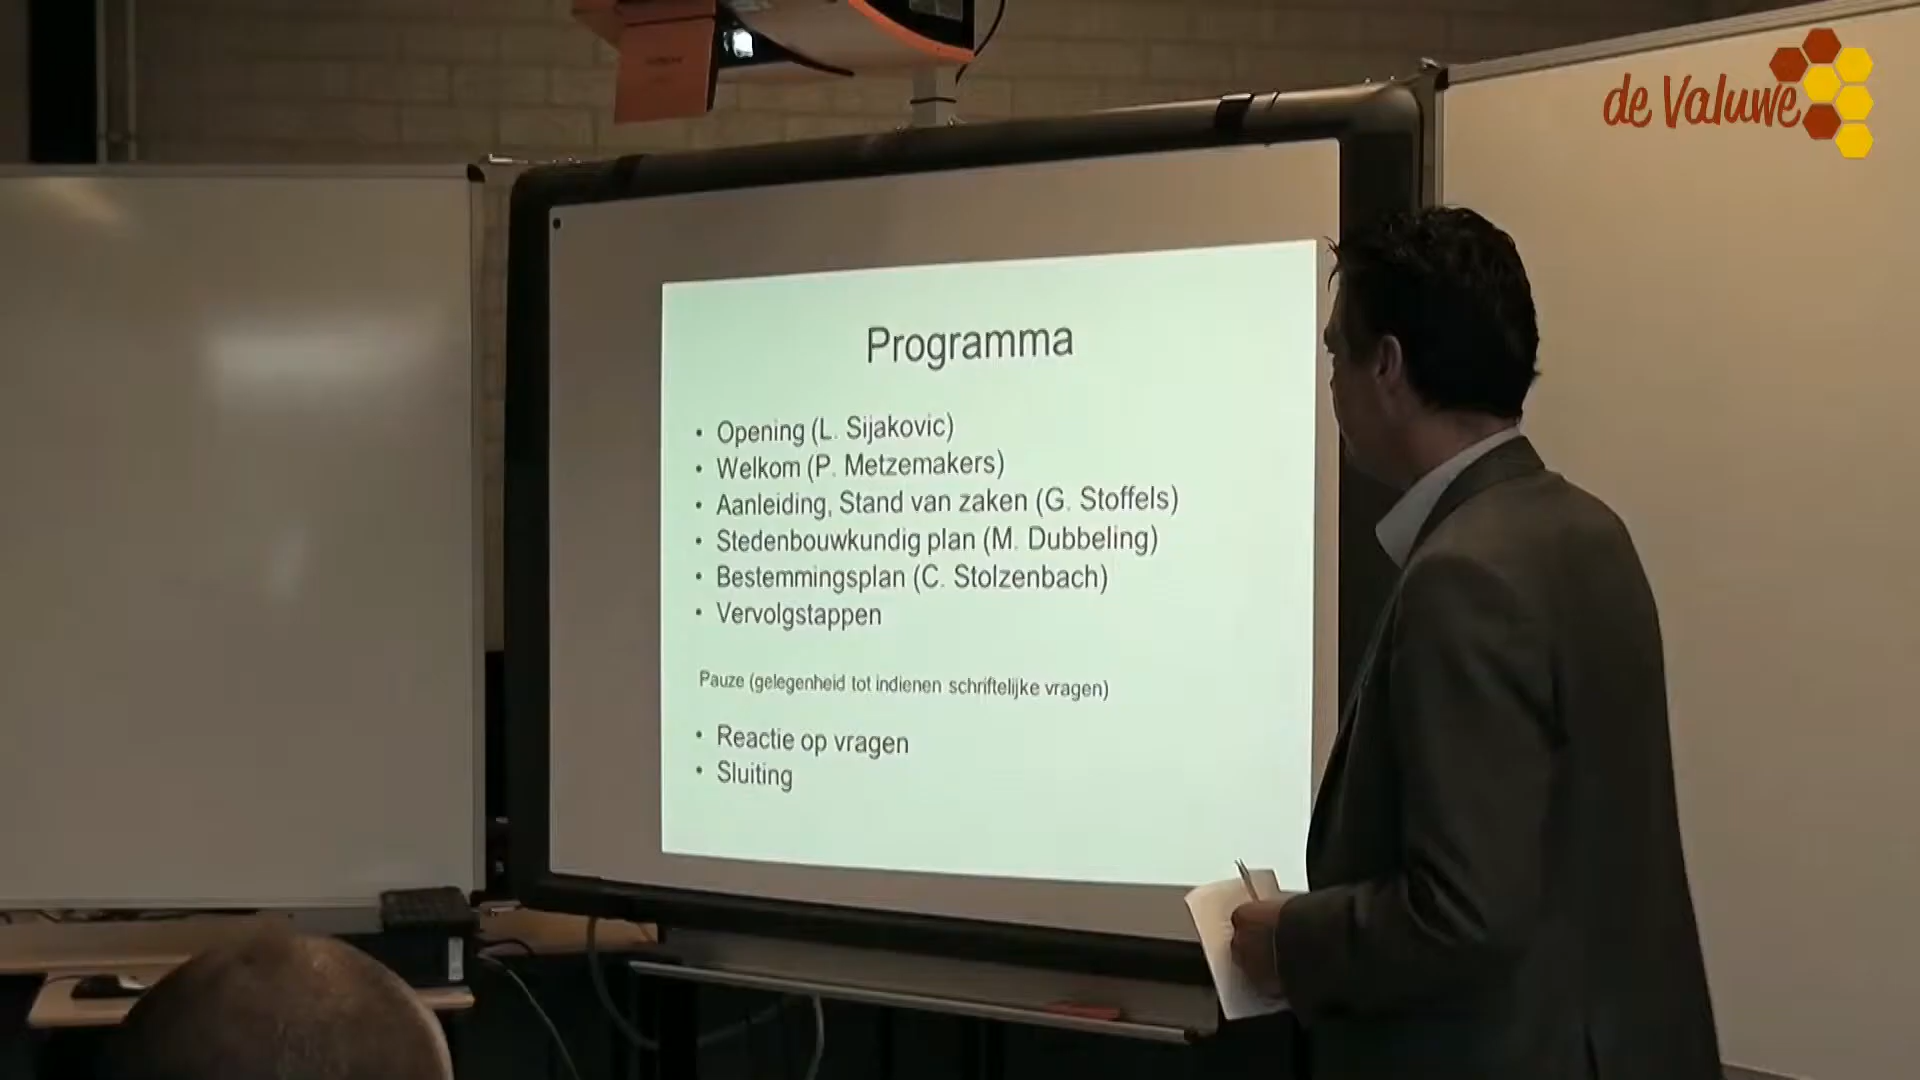 de Valuwe
Programma
• Opening (L. Sijakovic)
• Welkom (P. Metzemakers)
• Aanleiding, Stand van zaken (G. Stoffels)
• Stedenbouwkundig plan (M. Dubbeling)
• Bestemmingsplan (C. Stolzenbach)
• Vervolgstappen
Pauze (gelegenheid tot indienen schriftelijke vragen)
• Reactie op vragen
• Sluiting